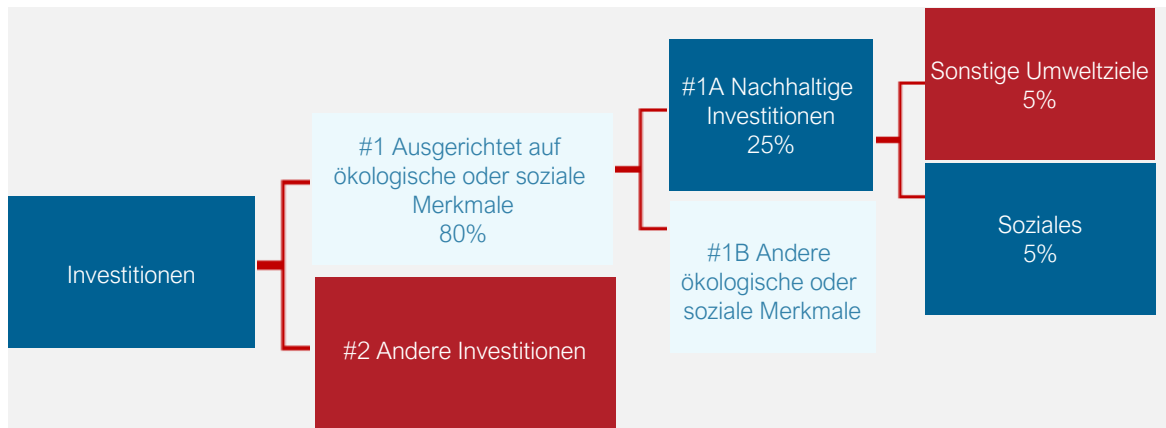 Investitionen
#1 Ausgerichtet auf
ökologische oder soziale
Merkmale
80%
#2 Andere Investitionen
#1A Nachhaltige
Investitionen
25%
#1B Andere
ökologische oder
soziale Merkmale
Sonstige Umweltziele
5%
Soziales
5%